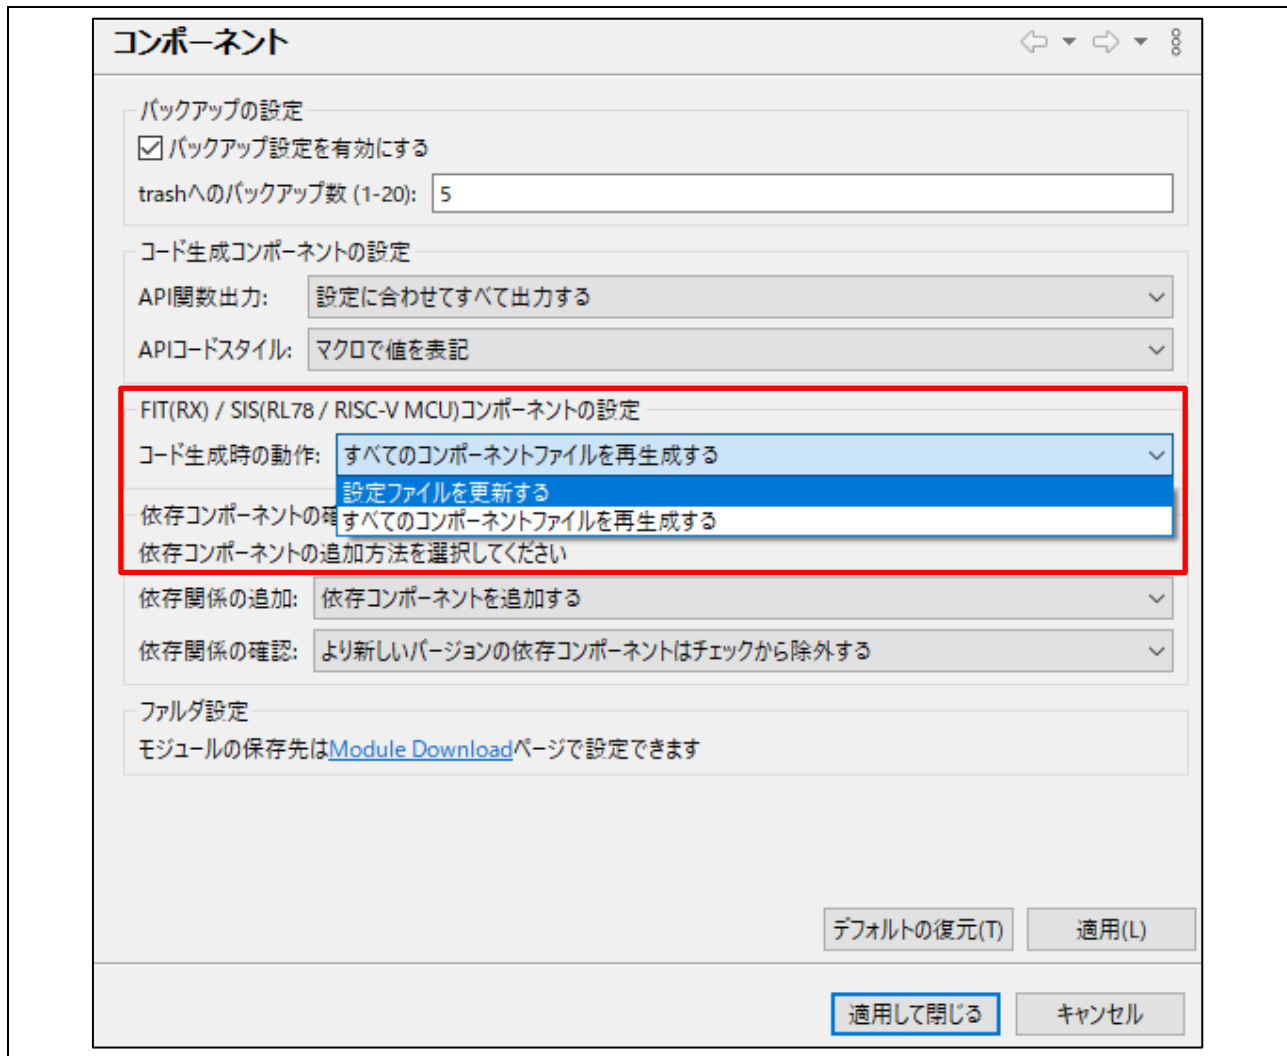 コンポーネント
バックアップの設定
バックアップ設定を有効にする
trashへのバックアップ数 (1-20): 5
コード生成コンポーネントの設定
API関数出力: 設定に合わせてすべて出力する
APIコードスタイル: マクロで値を表記
FIT(RX) / SIS(RL78 / RISC-V MCU)コンポーネントの設定
コード生成時の動作: すべてのコンポーネントファイルを再生成する
設定ファイルを更新する
依存コンポーネントの
すべてのコンポーネントファイルを再生成する
依存コンポーネントの追加方法を選択してください
依存関係の追加: 依存コンポーネントを追加する
依存関係の確認: より新しいバージョンの依存コンポーネントはチェックから除外する
ファルダ設定
モジュールの保存先はModule Downloadページで設定できます
デフォルトの復元(T) 適用(L)
適用して閉じる キャンセル